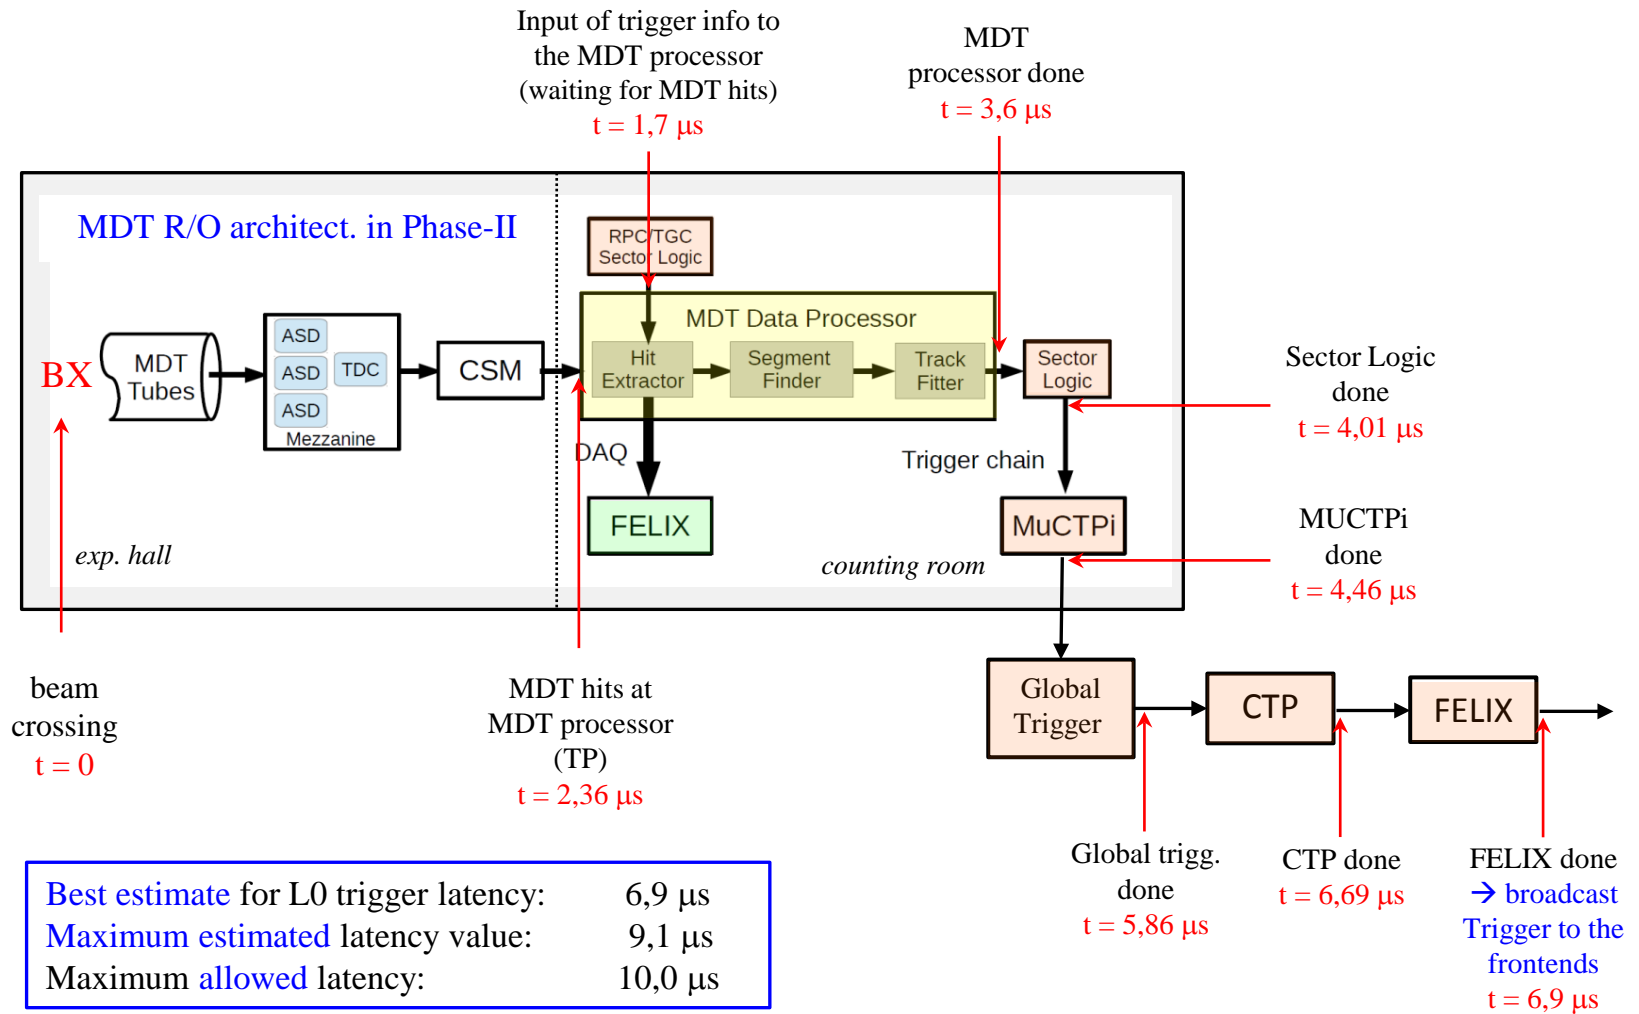 Input of trigger info to
the MDT processor
(waiting for MDT hits)
t = 1,7 μs
MDT
processor done
t = 3,6 μs
MDT R/O architect. in Phase-II
RPC/TGC
Sector Logic
MDT Data Processor
BX
MDT
Tubes
ASD
ASD
ASD
TDC
Mezzanine
CSM
Hit
Extractor
Segment
Finder
Track
Fitter
Sector
Logic
Sector Logic
done
t = 4,01 μs
DAQ
Trigger chain
FELIX
MuCTPi
MUCTPi
done
t = 4,46 μs
exp. hall
counting room
beam
crossing
t = 0
MDT hits at
MDT processor
(TP)
t = 2,36 μs
Global
Trigger
CTP
FELIX
Global trigg.
done
t = 5,86 μs
CTP done
t = 6,69 μs
FELIX done
→ broadcast
Trigger to the
frontends
t = 6,9 μs
Best estimate for L0 trigger latency: 6,9 μs
Maximum estimated latency value: 9,1 μs
Maximum allowed latency: 10,0 μs